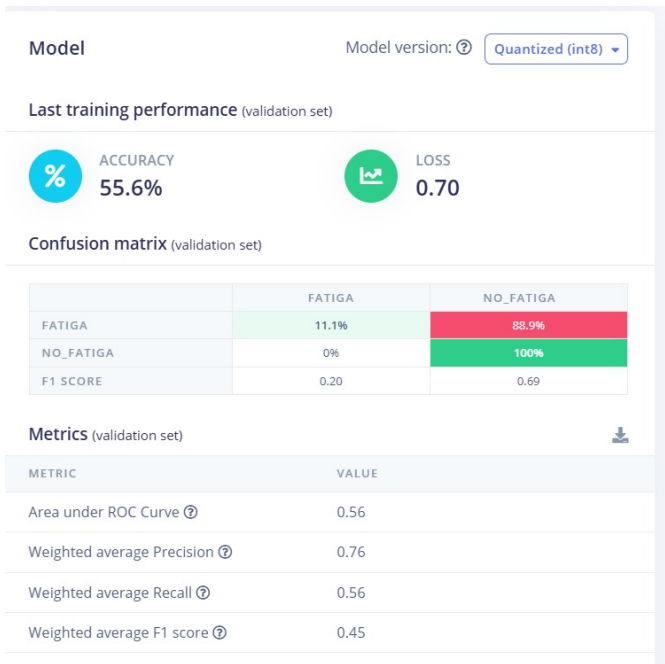 Model Model version: Quantized (int8)
Last training performance (validation set)
ACCURACY LOSS
55.6% 0.70
Confusion matrix (validation set)
FATIGA NO_FATIGA
FATIGA 11.1% 88.9%
NO_FATIGA 0% 100%
F1 SCORE 0.20 0.69
Metrics (validation set)
METRIC VALUE
Area under ROC Curve 0.56
Weighted average Precision 0.76
Weighted average Recall 0.56
Weighted average F1 score 0.45